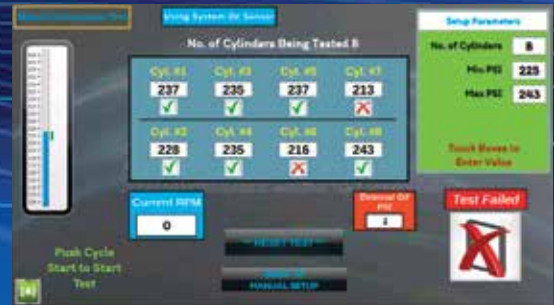 Using System Oil Sensor
Setup Parameters
No. of Cylinders Being Tested 8
No. of Cylinders 8
Min PSI 225
Max PSI 243
Cyl. #1 Cyl. #3 Cyl. #5 Cyl. #7
237 235 237 213
Cyl. #2 Cyl. #4 Cyl. #6 Cyl. #8
228 235 216 243
Touch Boxes to
Enter Value
Current RPM
0
PSI
Test Failed
Push Cycle
Start to Start
Test
RESET TEST
MANUAL SETUP